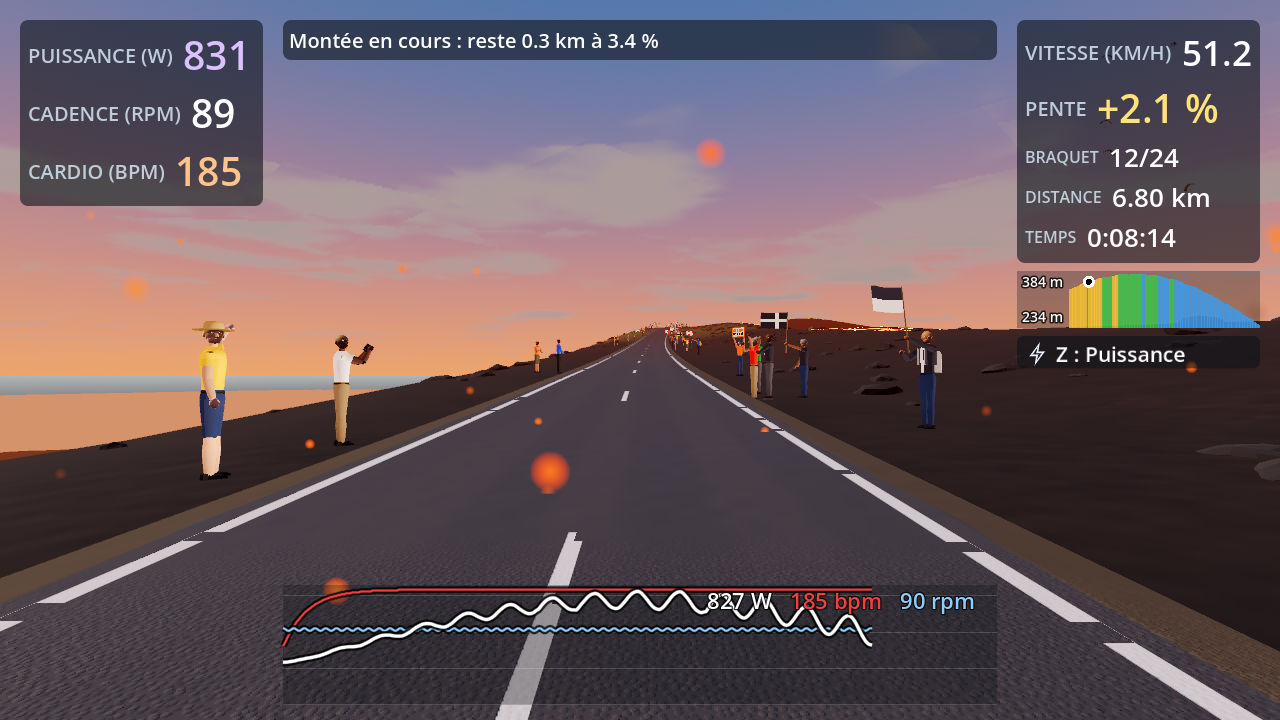 PUISSANCE (W) 831
CADENCE (RPM) 89
CARDIO (BPM) 185
Montée en cours : reste 0.3 km à 3.4 %
VITESSE (KM/H) 51.2
PENTE +2.1 %
BRAQUET 12/24
DISTANCE 6.80 km
TEMPS 0:08:14
384 m
234 m
Z : Puissance
827 W 185 bpm 90 rpm